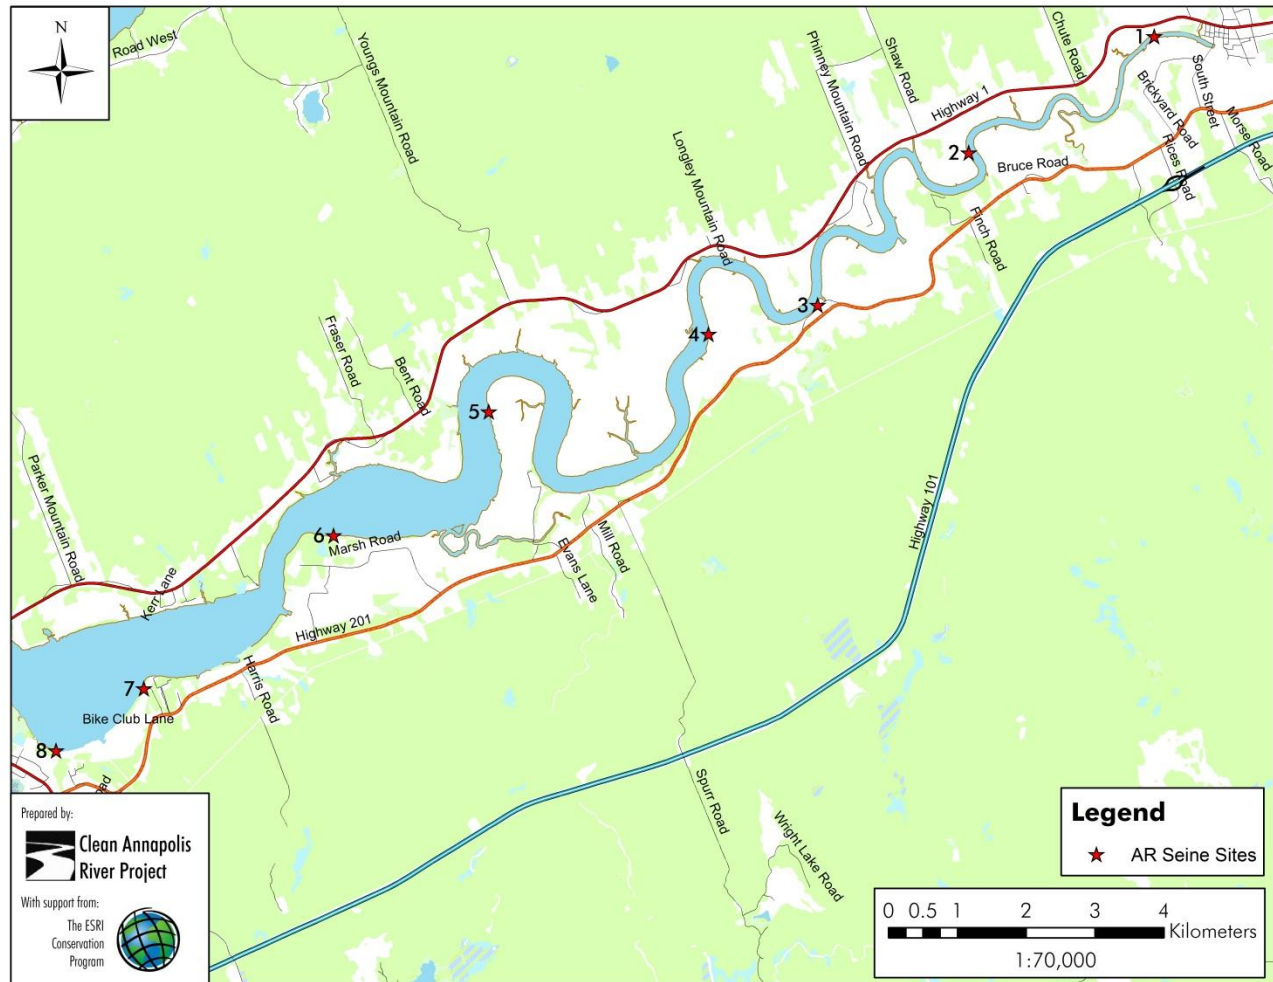 N
Road West
Youngs Mountain Road
Phinney Mountain Road
Shaw Road
Chute Road
Highway 1
1
Brickyard Road
South Street
Morse Road
Rices Road
2
Bruce Road
Finch Road
Longley Mountain Road
3
4
Fraser Road
Bent Road
5
Highway 101
Parker Mountain Road
6
Marsh Road
Evans Lane
Mill Road
Kerr Lane
Highway 201
Harris Road
7
Bike Club Lane
8
Spurr Road
Wright Lake Road
Prepared by:
Clean Annapolis
River Project
With support from:
The ESRI
Conservation
Program
Legend
AR Seine Sites
0 0.5 1 2 3 4
Kilometers
1:70,000